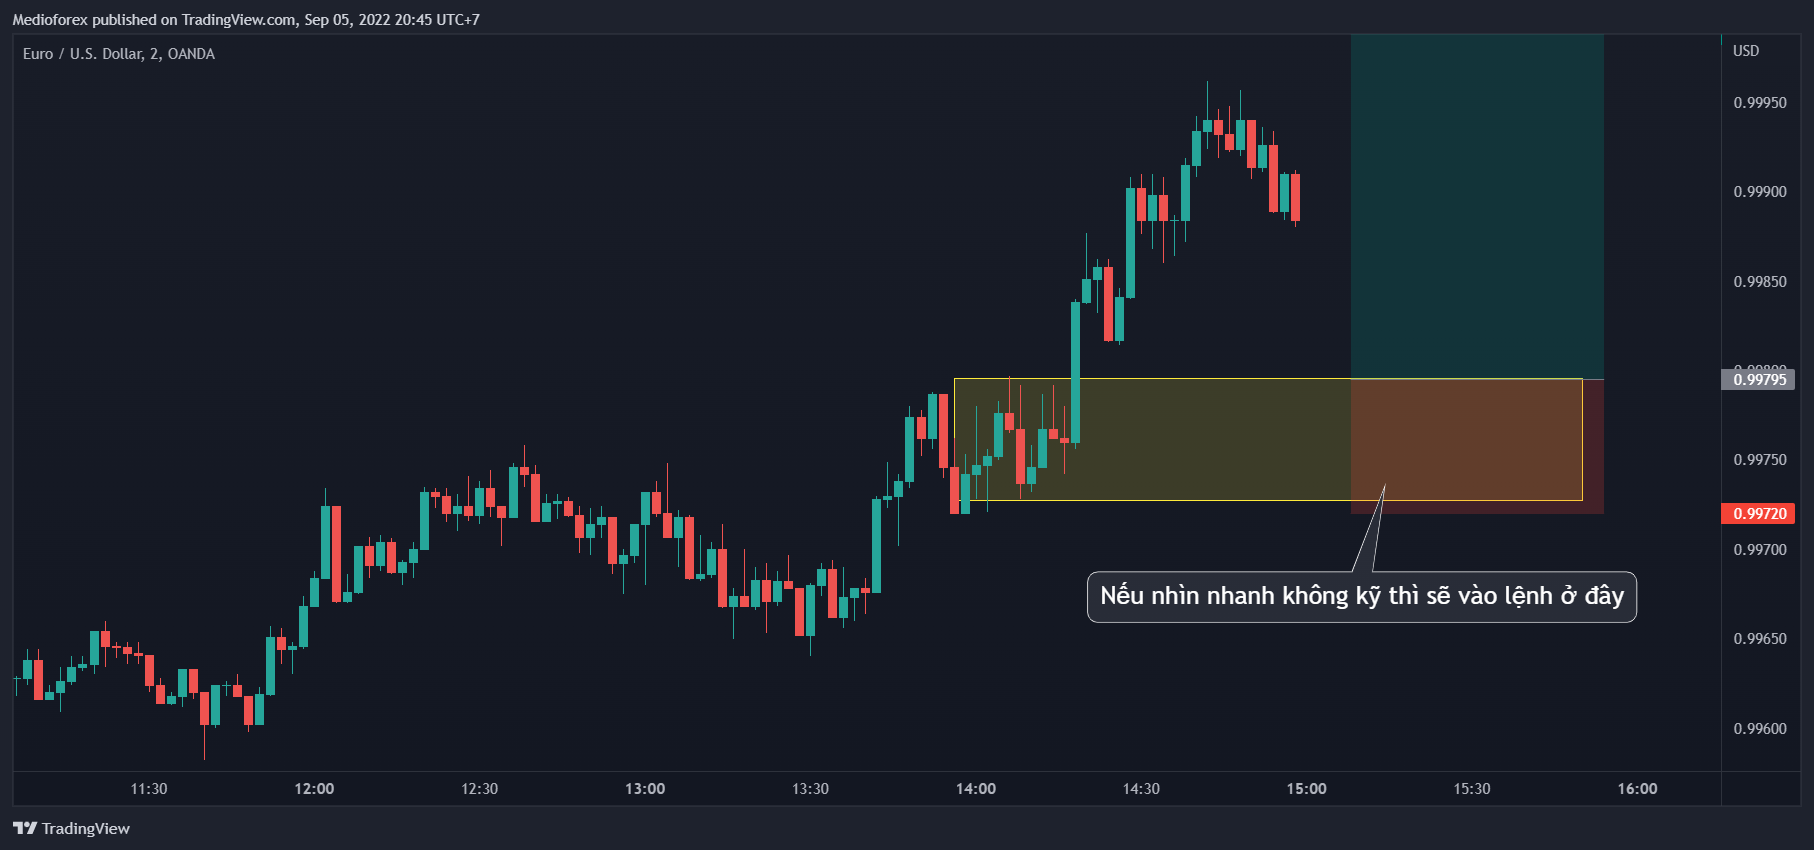 Medioforex published on TradingView.com, Sep 05, 2022 20:45 UTC+7
Euro / U.S. Dollar, 2, OANDA
USD
0.99950
0.99900
0.99850
0.99795
0.99750
0.99720
0.99700
Nếu nhìn nhanh không kỹ thì sẽ vào lệnh ở đây
0.99650
0.99600
11:30 12:00 12:30 13:00 13:30 14:00 14:30 15:00 15:30 16:00
TradingView